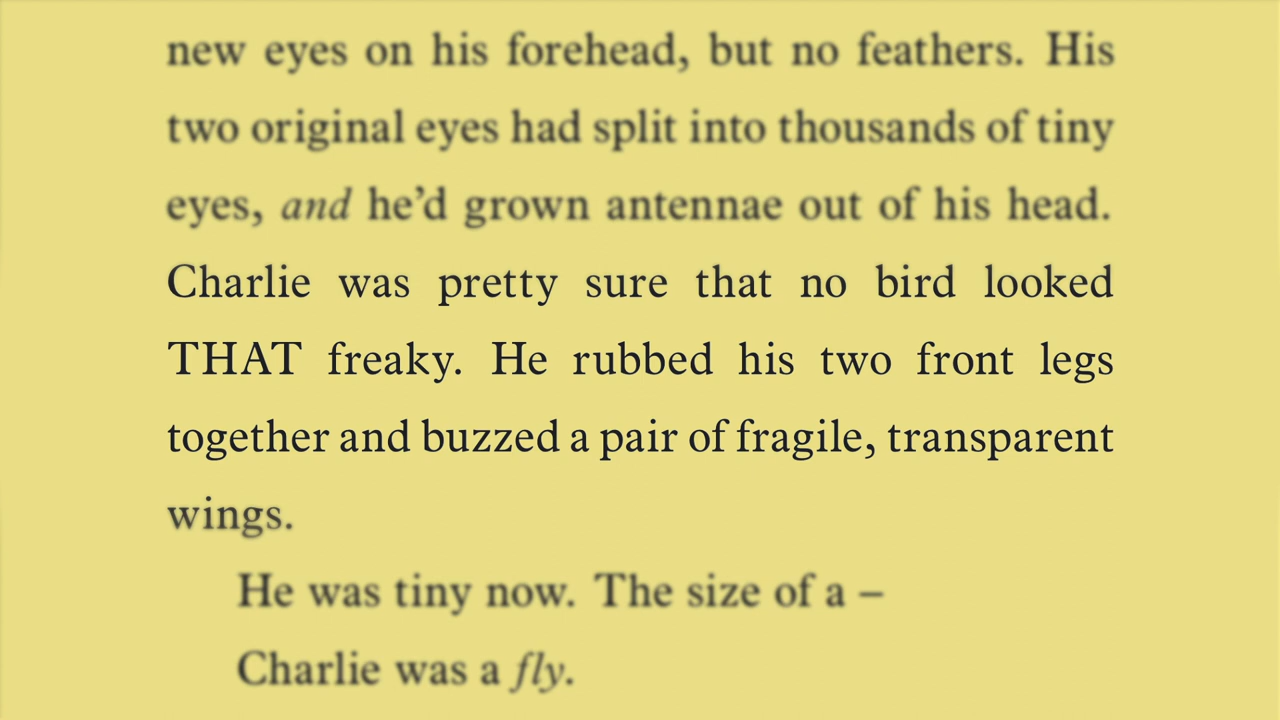 new eyes on his forehead, but no feathers. His
two original eyes had split into thousands of tiny
eyes, and he’d grown antennae out of his head.
Charlie was pretty sure that no bird looked
THAT freaky. He rubbed his two front legs
together and buzzed a pair of fragile, transparent
wings.
He was tiny now. The size of a –
Charlie was a fly.